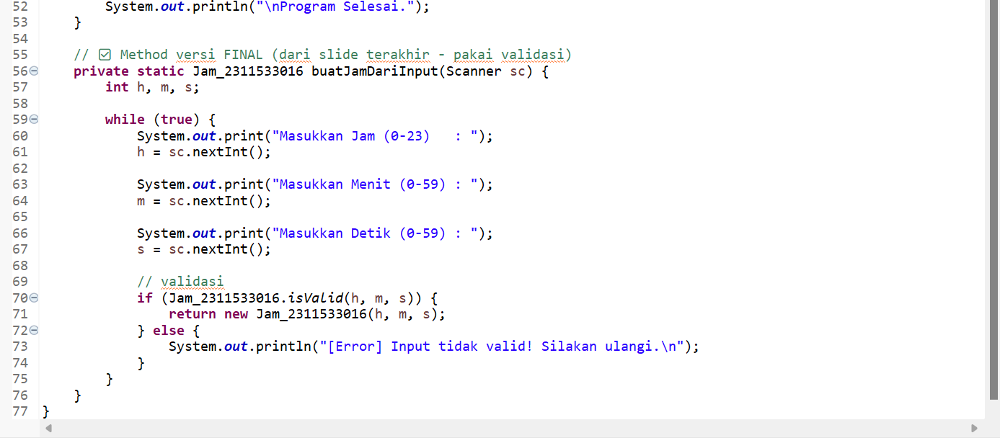 52 System.out.println("\nProgram Selesai.");
53 }
54
55 // ☑ Method versi FINAL (dari slide terakhir - pakai validasi)
56 private static Jam_2311533016 buatJamDariInput(Scanner sc) {
57 int h, m, s;
58
59 while (true) {
60 System.out.print("Masukkan Jam (0-23)   : ");
61 h = sc.nextInt();
62
63 System.out.print("Masukkan Menit (0-59) : ");
64 m = sc.nextInt();
65
66 System.out.print("Masukkan Detik (0-59) : ");
67 s = sc.nextInt();
68
69 // validasi
70 if (Jam_2311533016.isValid(h, m, s)) {
71 return new Jam_2311533016(h, m, s);
72 } else {
73 System.out.println("[Error] Input tidak valid! Silakan ulangi.\n");
74 }
75 }
76 }
77 }